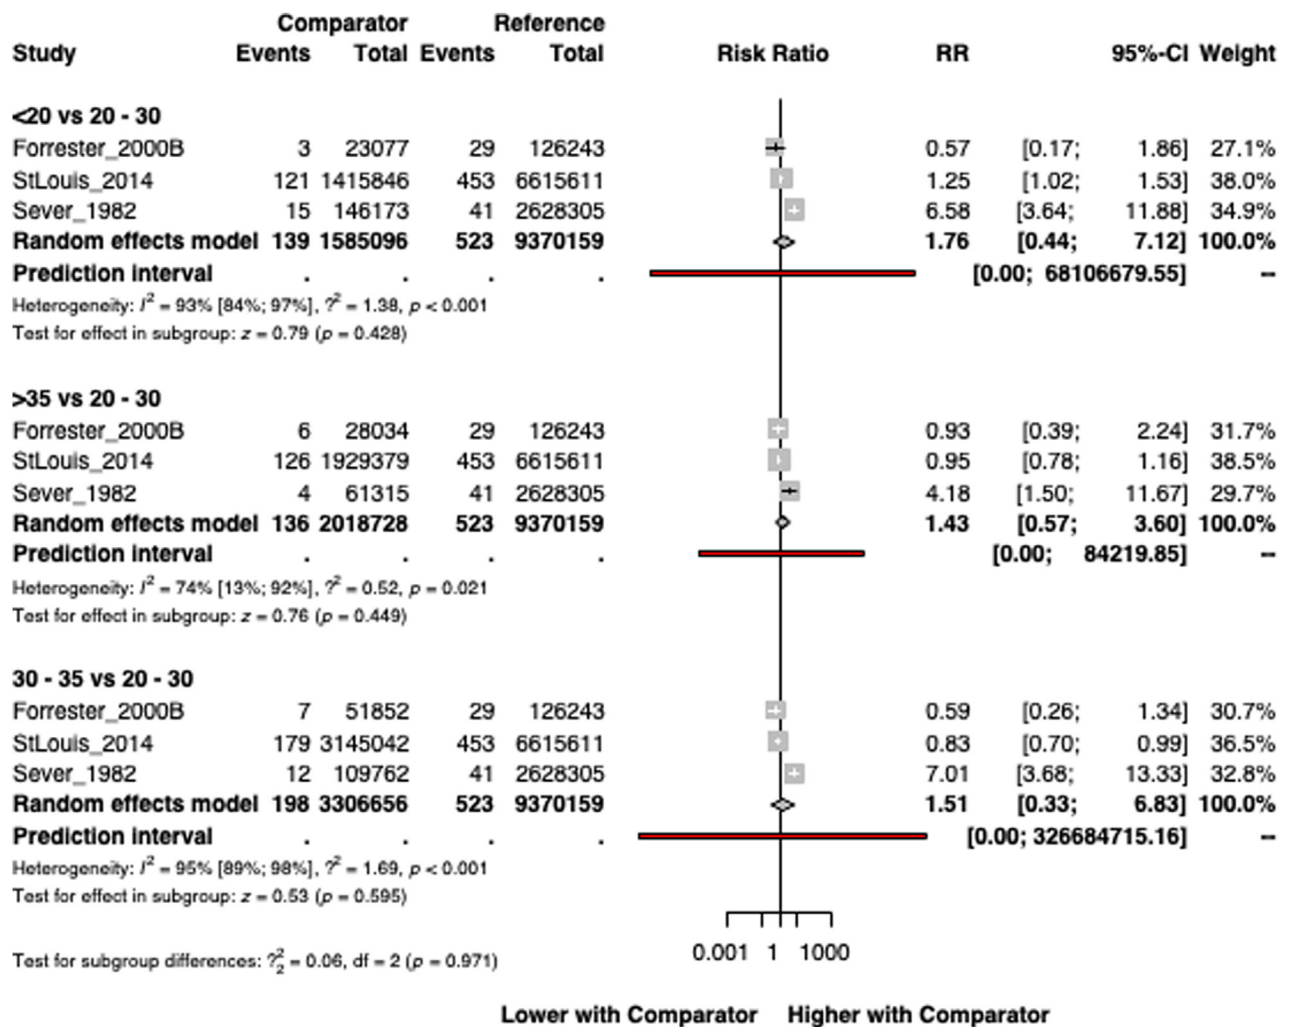 Comparator Reference
Study Events Total Events Total Risk Ratio RR 95%-CI Weight
<20 vs 20 - 30
Forrester_2000B 3 23077 29 126243 0.57 [0.17; 1.86] 27.1%
StLouis_2014 121 1415846 453 6615611 1.25 [1.02; 1.53] 38.0%
Sever_1982 15 146173 41 2628305 6.58 [3.64; 11.88] 34.9%
Random effects model 139 1585096 523 9370159 1.76 [0.44; 7.12] 100.0%
Prediction interval . . . . [0.00; 68106679.55] --
Heterogeneity: I² = 93% [84%; 97%], ?² = 1.38, p < 0.001
Test for effect in subgroup: z = 0.79 (p = 0.428)
>35 vs 20 - 30
Forrester_2000B 6 28034 29 126243 0.93 [0.39; 2.24] 31.7%
StLouis_2014 126 1929379 453 6615611 0.95 [0.78; 1.16] 38.5%
Sever_1982 4 61315 41 2628305 4.18 [1.50; 11.67] 29.7%
Random effects model 136 2018728 523 9370159 1.43 [0.57; 3.60] 100.0%
Prediction interval . . . . [0.00; 84219.85] --
Heterogeneity: I² = 74% [13%; 92%], ?² = 0.52, p = 0.021
Test for effect in subgroup: z = 0.76 (p = 0.449)
30 - 35 vs 20 - 30
Forrester_2000B 7 51852 29 126243 0.59 [0.26; 1.34] 30.7%
StLouis_2014 179 3145042 453 6615611 0.83 [0.70; 0.99] 36.5%
Sever_1982 12 109762 41 2628305 7.01 [3.68; 13.33] 32.8%
Random effects model 198 3306656 523 9370159 1.51 [0.33; 6.83] 100.0%
Prediction interval . . . . [0.00; 326684715.16] --
Heterogeneity: I² = 95% [89%; 98%], ?² = 1.69, p < 0.001
Test for effect in subgroup: z = 0.53 (p = 0.595)
0.001 1 1000
Test for subgroup differences: ?²₂ = 0.06, df = 2 (p = 0.971)
Lower with Comparator Higher with Comparator